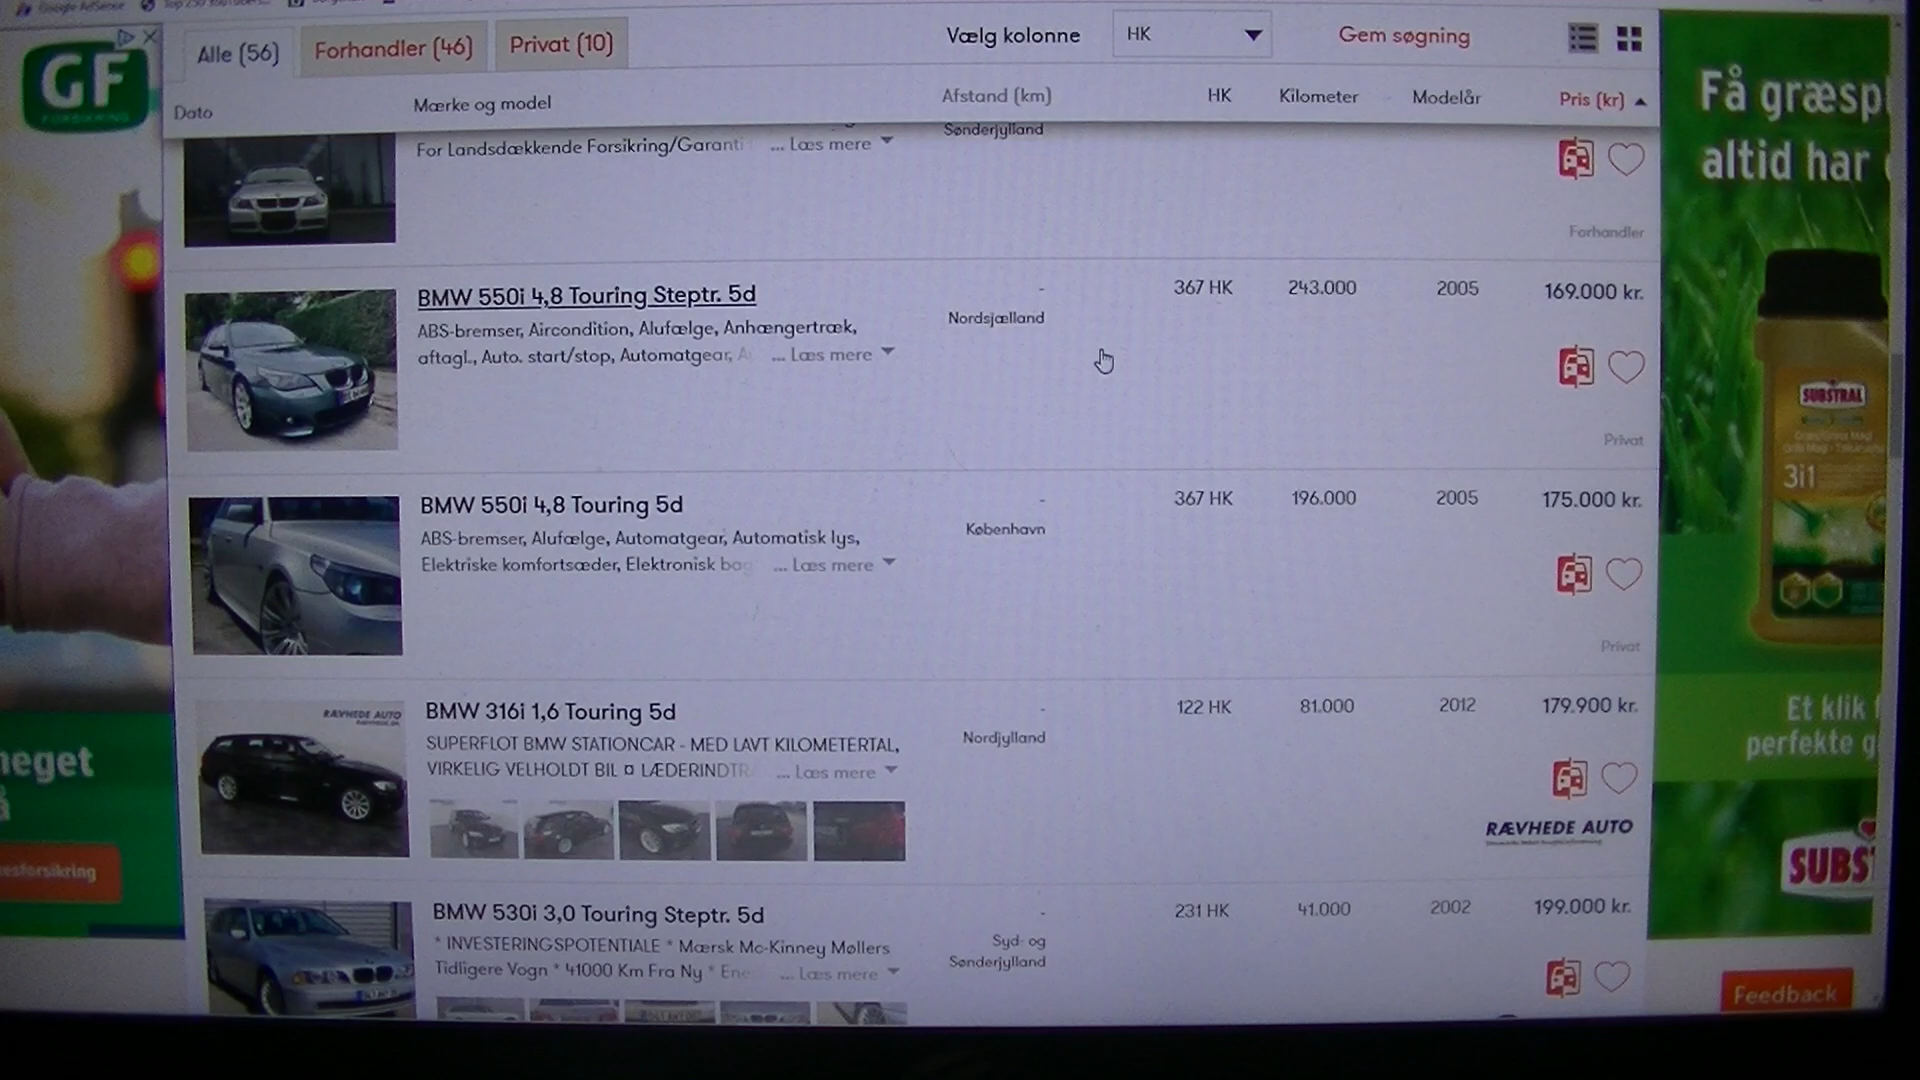 Google AdSense
GF
FORSIKRING
Alle (56)
Forhandler (46)
Privat (10)
Vælg kolonne
HK
Gem søgning
Dato
Mærke og model
Afstand (km)
HK
Kilometer
Modelår
Pris (kr)
For Landsdækkende Forsikring/Garanti
... Læs mere
Sønderjylland
Forhandler
BMW 550i 4,8 Touring Steptr. 5d
ABS-bremser, Aircondition, Alufælge, Anhængertræk,
aftagl., Auto. start/stop, Automatgear, A
... Læs mere
-
Nordsjælland
367 HK
243.000
2005
169.000 kr.
Privat
BMW 550i 4,8 Touring 5d
ABS-bremser, Alufælge, Automatgear, Automatisk lys,
Elektriske komfortsæder, Elektronisk bag
... Læs mere
-
København
367 HK
196.000
2005
175.000 kr.
Privat
RÆVHEDE AUTO
BMW 316i 1,6 Touring 5d
SUPERFLOT BMW STATIONCAR - MED LAVT KILOMETERTAL,
VIRKELIG VELHOLDT BIL ¤ LÆDERINDTR
... Læs mere
-
Nordjylland
122 HK
81.000
2012
179.900 kr.
RÆVHEDE AUTO
BMW 530i 3,0 Touring Steptr. 5d
* INVESTERINGSPOTENTIALE * Mærsk Mc-Kinney Møllers
Tidligere Vogn * 41000 Km Fra Ny * Ene
... Læs mere
-
Syd- og
Sønderjylland
231 HK
41.000
2002
199.000 kr.
neget
esforsikring
Få græsp
altid har
SUBSTRAL
3i1
Et klik
perfekte g
SUBS
Feedback